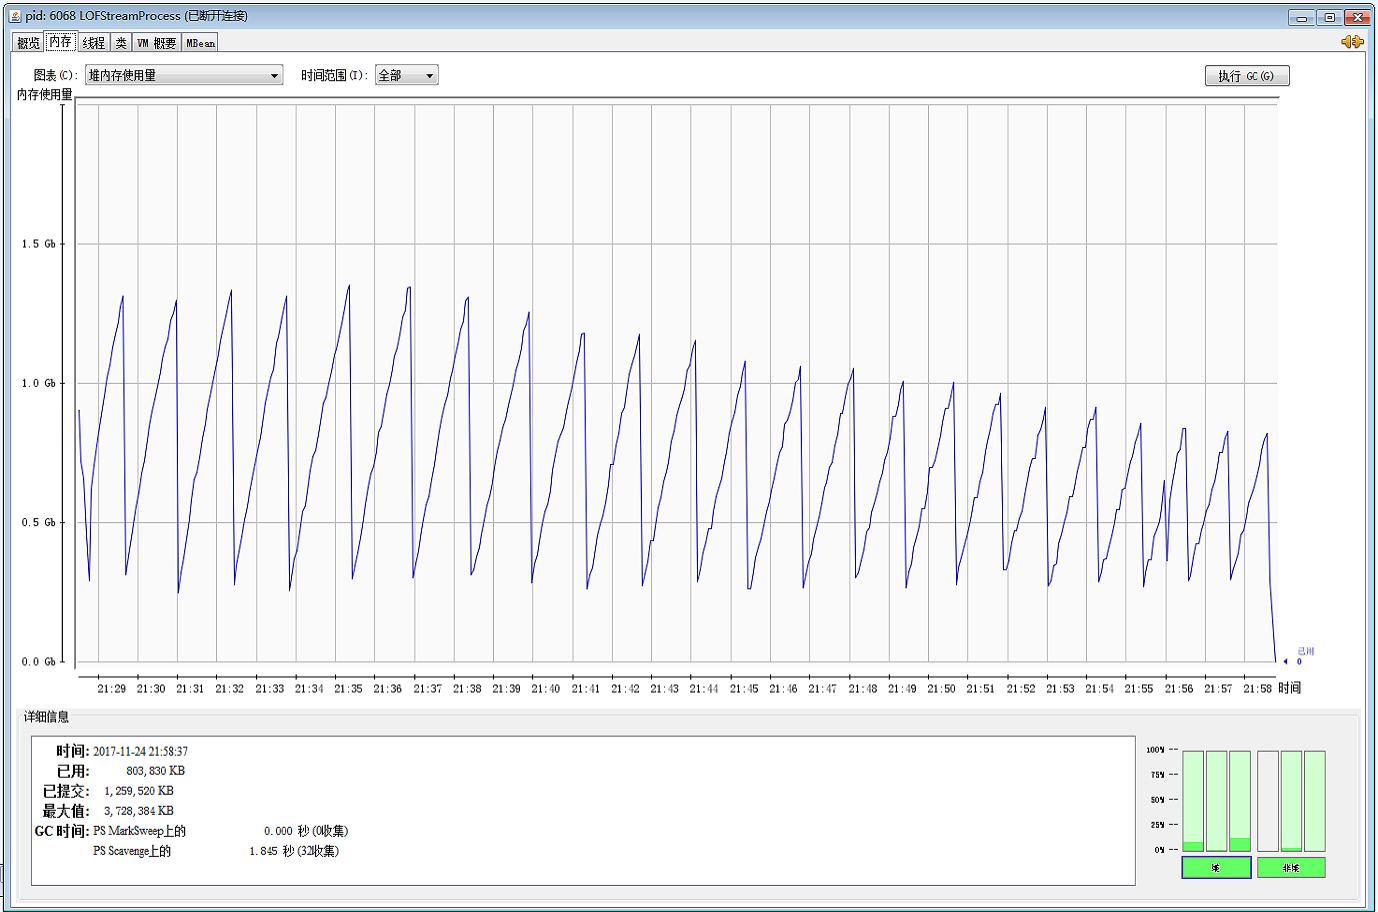 pid: 6068 LOFStreamProcess (已断开连接)
概览 内存 线程 类 VM 概要 MBean
图表(C): 堆内存使用量 时间范围(T): 全部 执行 GC(G)
内存使用量
1.5 Gb
1.0 Gb
0.5 Gb
0.0 Gb
已用
0
21:29 21:30 21:31 21:32 21:33 21:34 21:35 21:36 21:37 21:38 21:39 21:40 21:41 21:42 21:43 21:44 21:45 21:46 21:47 21:48 21:49 21:50 21:51 21:52 21:53 21:54 21:55 21:56 21:57 21:58 时间
详细信息
时间: 2017-11-24 21:58:37
已用: 803,830 KB
已提交: 1,259,520 KB
最大值: 3,728,384 KB
GC 时间: PS MarkSweep上的 0.000 秒 (0收集)
PS Scavenge上的 1.845 秒 (32收集)
100%
75%
50%
25%
0%
堆 非堆